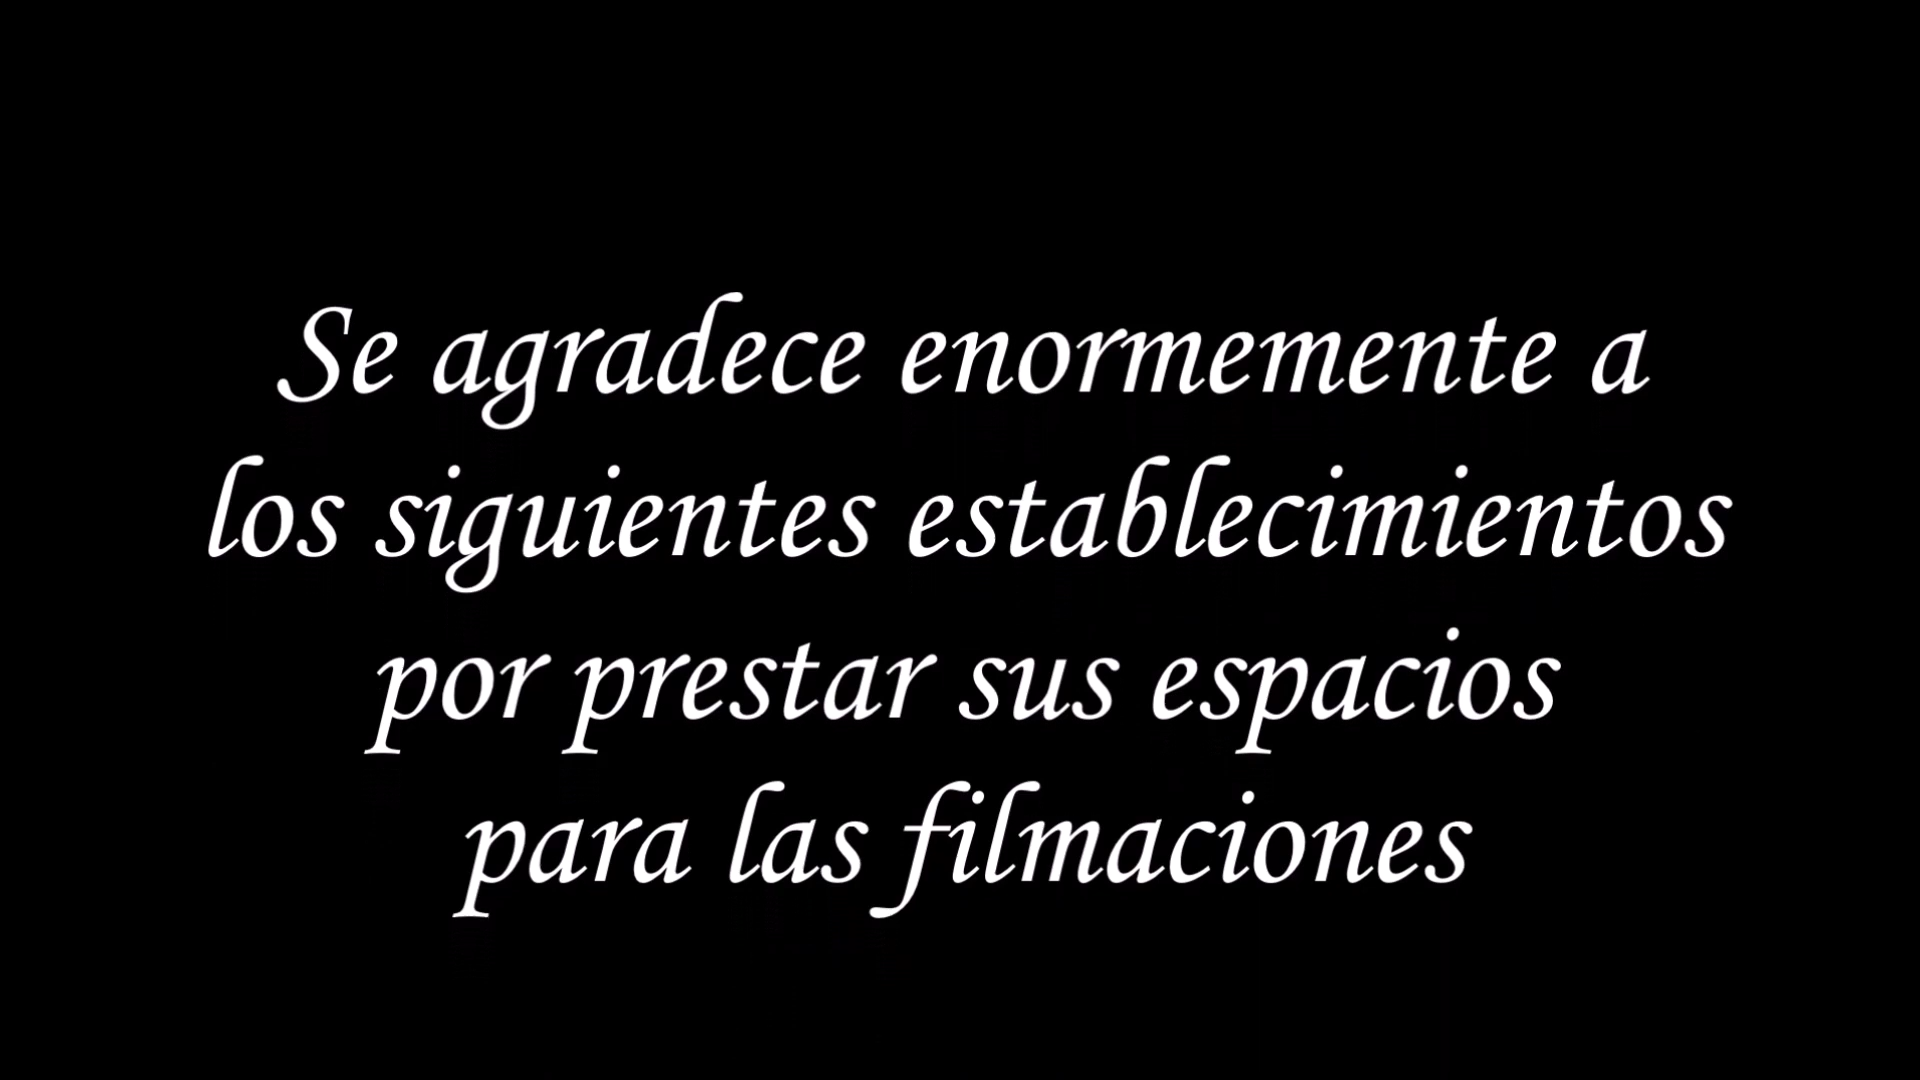 Se agradece enormemente a
los siguientes establecimientos
por prestar sus espacios
para las filmaciones